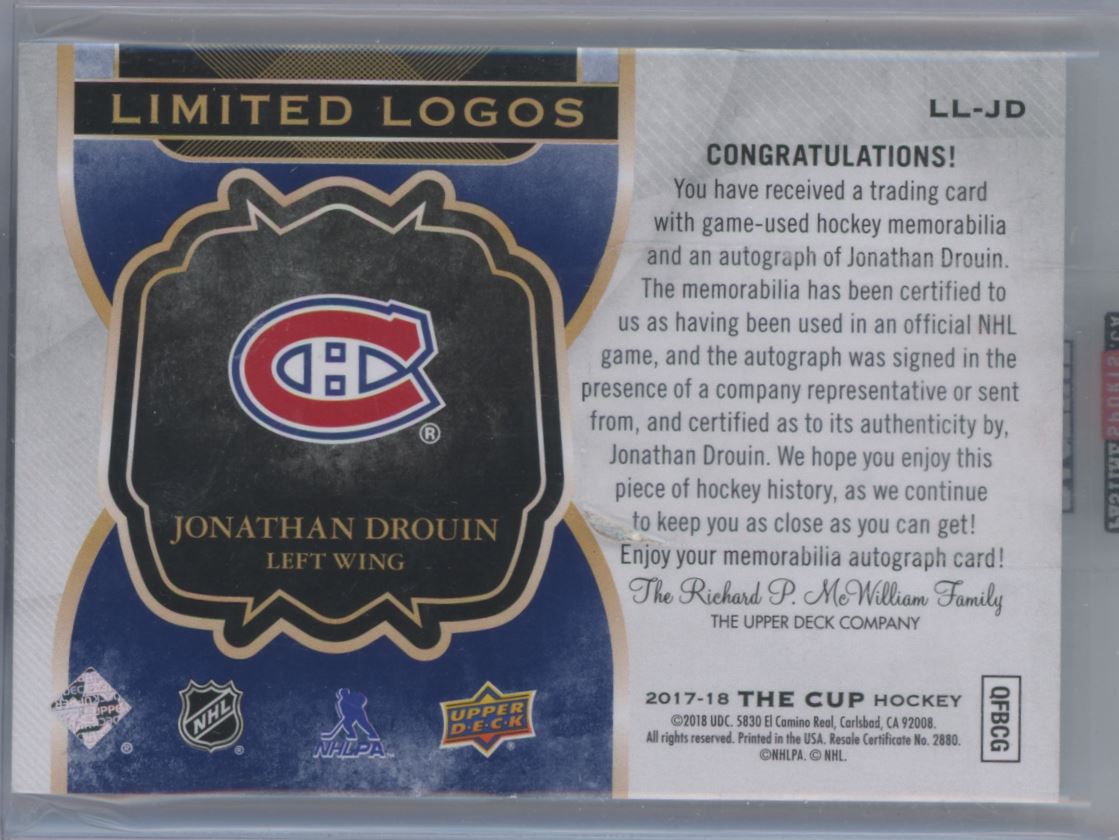 LIMITED LOGOS
LL-JD
CONGRATULATIONS!
You have received a trading card
with game-used hockey memorabilia
and an autograph of Jonathan Drouin.
The memorabilia has been certified to
us as having been used in an official NHL
game, and the autograph was signed in the
presence of a company representative or sent
from, and certified as to its authenticity by,
Jonathan Drouin. We hope you enjoy this
piece of hockey history, as we continue
to keep you as close as you can get!
Enjoy your memorabilia autograph card!
The Richard P. McWilliam Family
THE UPPER DECK COMPANY
®
JONATHAN DROUIN
LEFT WING
NHL
NHLPA
UPPER
D·E·C·K
2017-18 THE CUP HOCKEY
©2018 UDC. 5830 El Camino Real, Carlsbad, CA 92008.
All rights reserved. Printed in the USA. Resale Certificate No. 2880.
©NHLPA. © NHL.
QFBCG